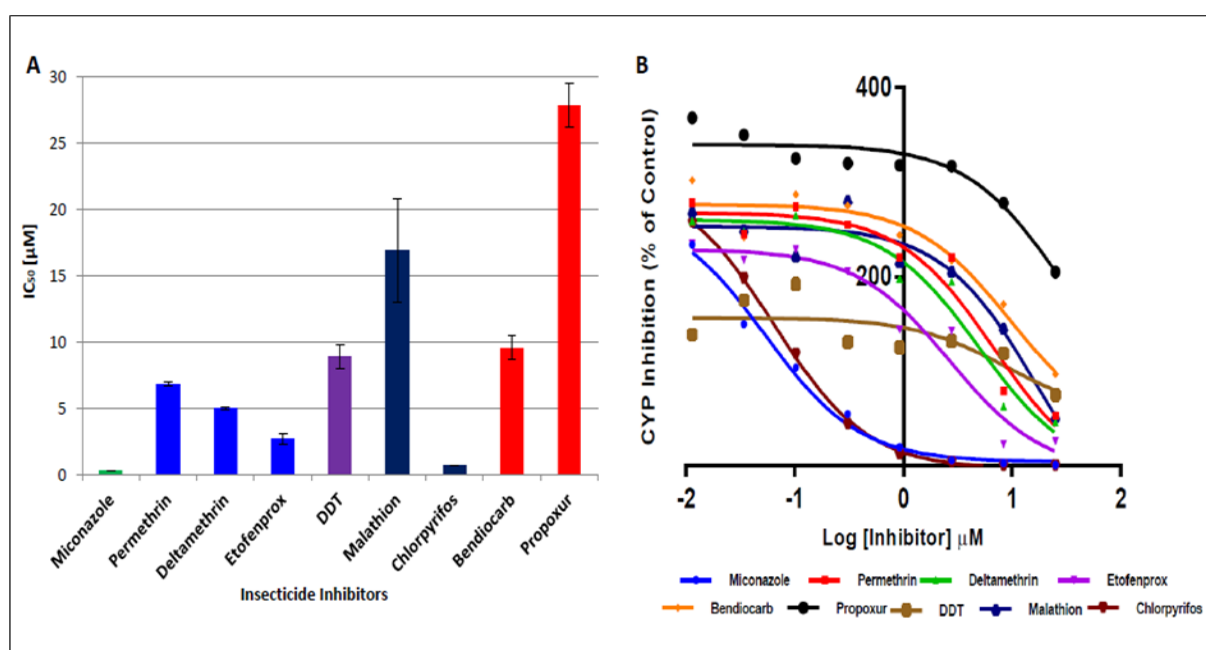 A
IC₅₀ [µM]
30
25
20
15
10
5
0
Miconazole
Permethrin
Deltamethrin
Etofenprox
DDT
Malathion
Chlorpyrifos
Bendiocarb
Propoxur
Insecticide Inhibitors
B
CYP Inhibition (% of Control)
400
200
-2
-1
0
1
2
Log [Inhibitor] µM
Miconazole
Permethrin
Deltamethrin
Etofenprox
Bendiocarb
Propoxur
DDT
Malathion
Chlorpyrifos